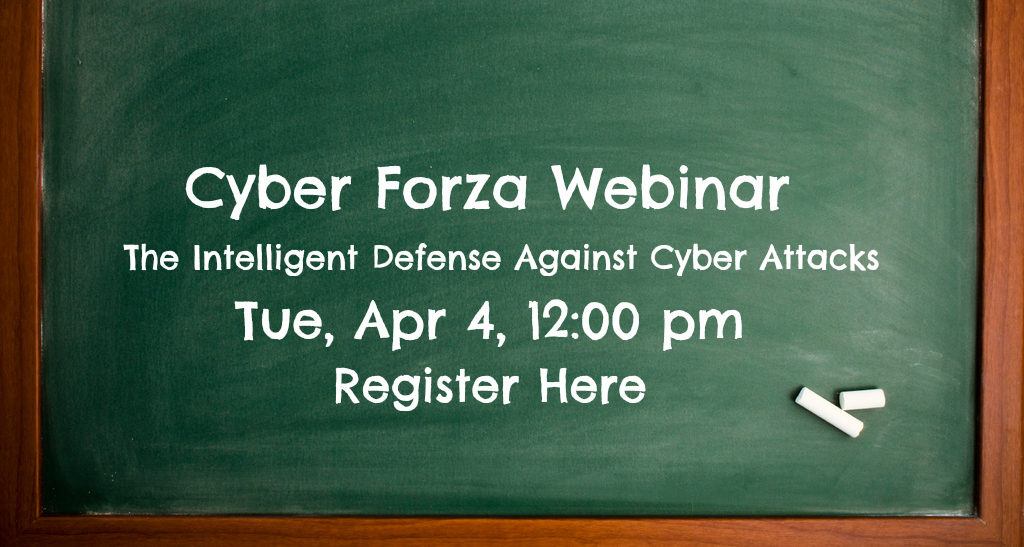 Cyber Forza Webinar
The Intelligent Defense Against Cyber Attacks
Tue, Apr 4, 12:00 pm
Register Here